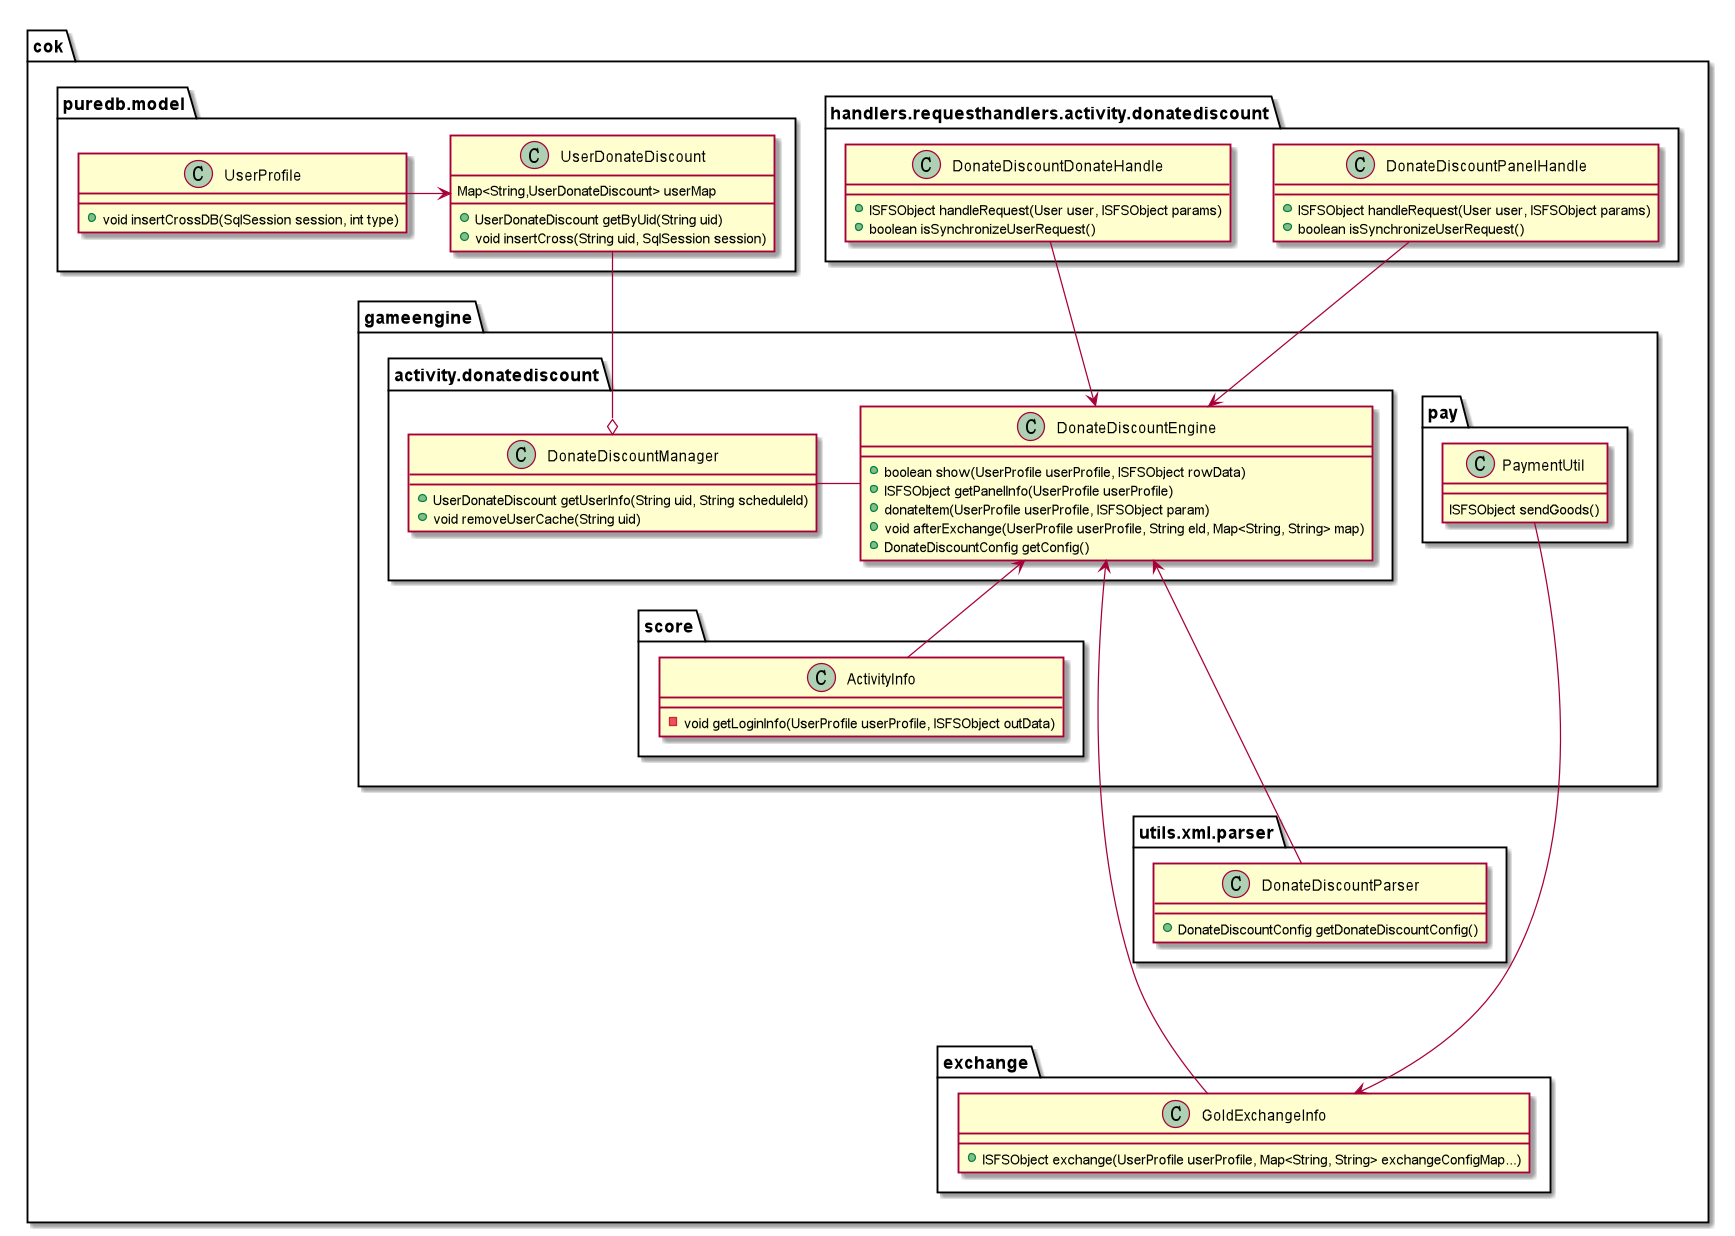 cok
puredb.model
C UserProfile
void insertCrossDB(SqlSession session, int type)
C UserDonateDiscount
Map<String,UserDonateDiscount> userMap
UserDonateDiscount getByUid(String uid)
void insertCross(String uid, SqlSession session)
handlers.requesthandlers.activity.donatediscount
C DonateDiscountDonateHandle
ISFSObject handleRequest(User user, ISFSObject params)
boolean isSynchronizeUserRequest()
C DonateDiscountPanelHandle
ISFSObject handleRequest(User user, ISFSObject params)
boolean isSynchronizeUserRequest()
gameengine
activity.donatediscount
C DonateDiscountManager
UserDonateDiscount getUserInfo(String uid, String scheduleId)
void removeUserCache(String uid)
C DonateDiscountEngine
boolean show(UserProfile userProfile, ISFSObject rowData)
ISFSObject getPanelInfo(UserProfile userProfile)
donateItem(UserProfile userProfile, ISFSObject param)
void afterExchange(UserProfile userProfile, String eId, Map<String, String> map)
DonateDiscountConfig getConfig()
pay
C PaymentUtil
ISFSObject sendGoods()
score
C ActivityInfo
void getLoginInfo(UserProfile userProfile, ISFSObject outData)
utils.xml.parser
C DonateDiscountParser
DonateDiscountConfig getDonateDiscountConfig()
exchange
C GoldExchangeInfo
ISFSObject exchange(UserProfile userProfile, Map<String, String> exchangeConfigMap...)